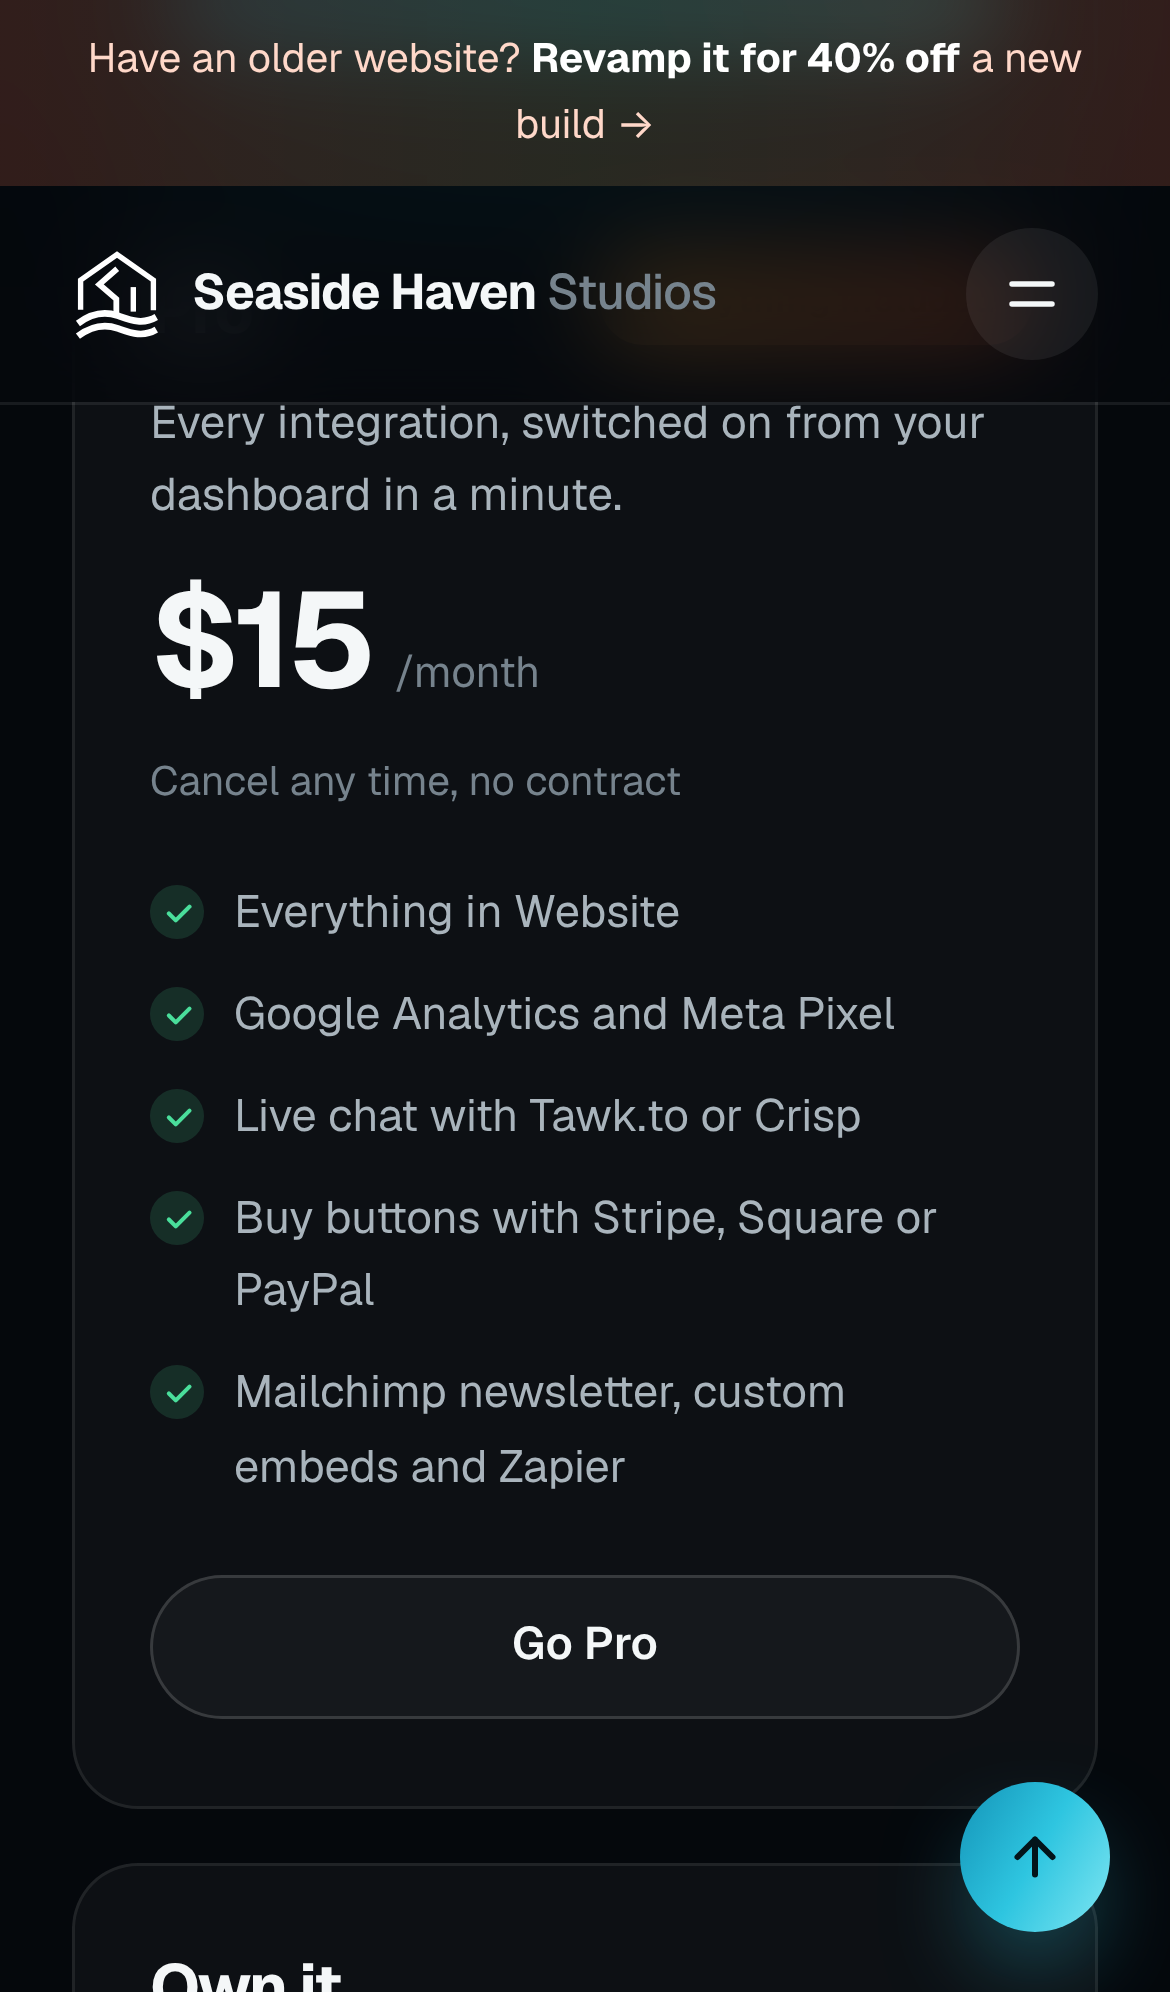 Have an older website? Revamp it for 40% off a new
build →
Seaside Haven Studios
Every integration, switched on from your
dashboard in a minute.
$15 /month
Cancel any time, no contract
Everything in Website
Google Analytics and Meta Pixel
Live chat with Tawk.to or Crisp
Buy buttons with Stripe, Square or
PayPal
Mailchimp newsletter, custom
embeds and Zapier
Go Pro
Own it